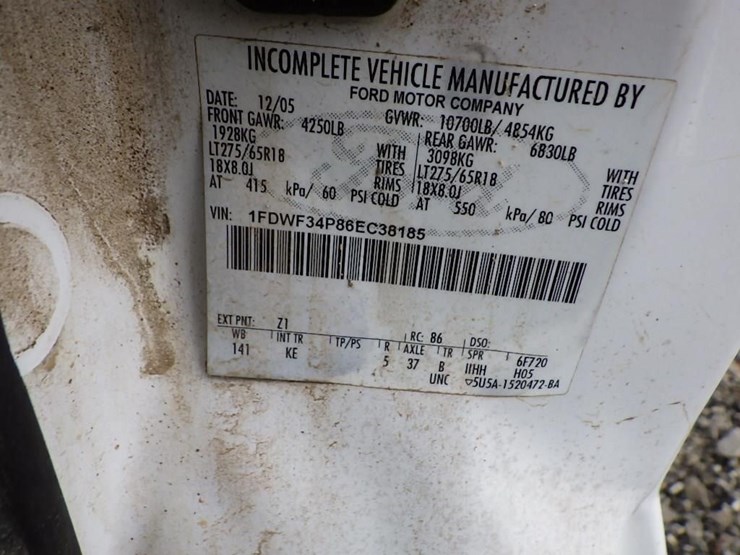 INCOMPLETE VEHICLE MANUFACTURED BY
FORD MOTOR COMPANY
DATE: 12/05 GVWR: 10700LB/4854KG
FRONT GAWR: 4250LB REAR GAWR: 6830LB
1928KG WITH 3098KG WITH
LT275/65R18 TIRES LT275/65R18 TIRES
18X8.0J RIMS 18X8.0J RIMS
AT 415 kPa/ 60 PSI COLD AT 550 kPa/ 80 PSI COLD
VIN: 1FDWF34P86EC38185
EXT PNT: Z1 RC: 86 DSO:
WB INT TR TP/PS R AXLE TR SPR 6F720
141 KE 5 37 B IIHH H05
UNC 5U5A-1520472-BA